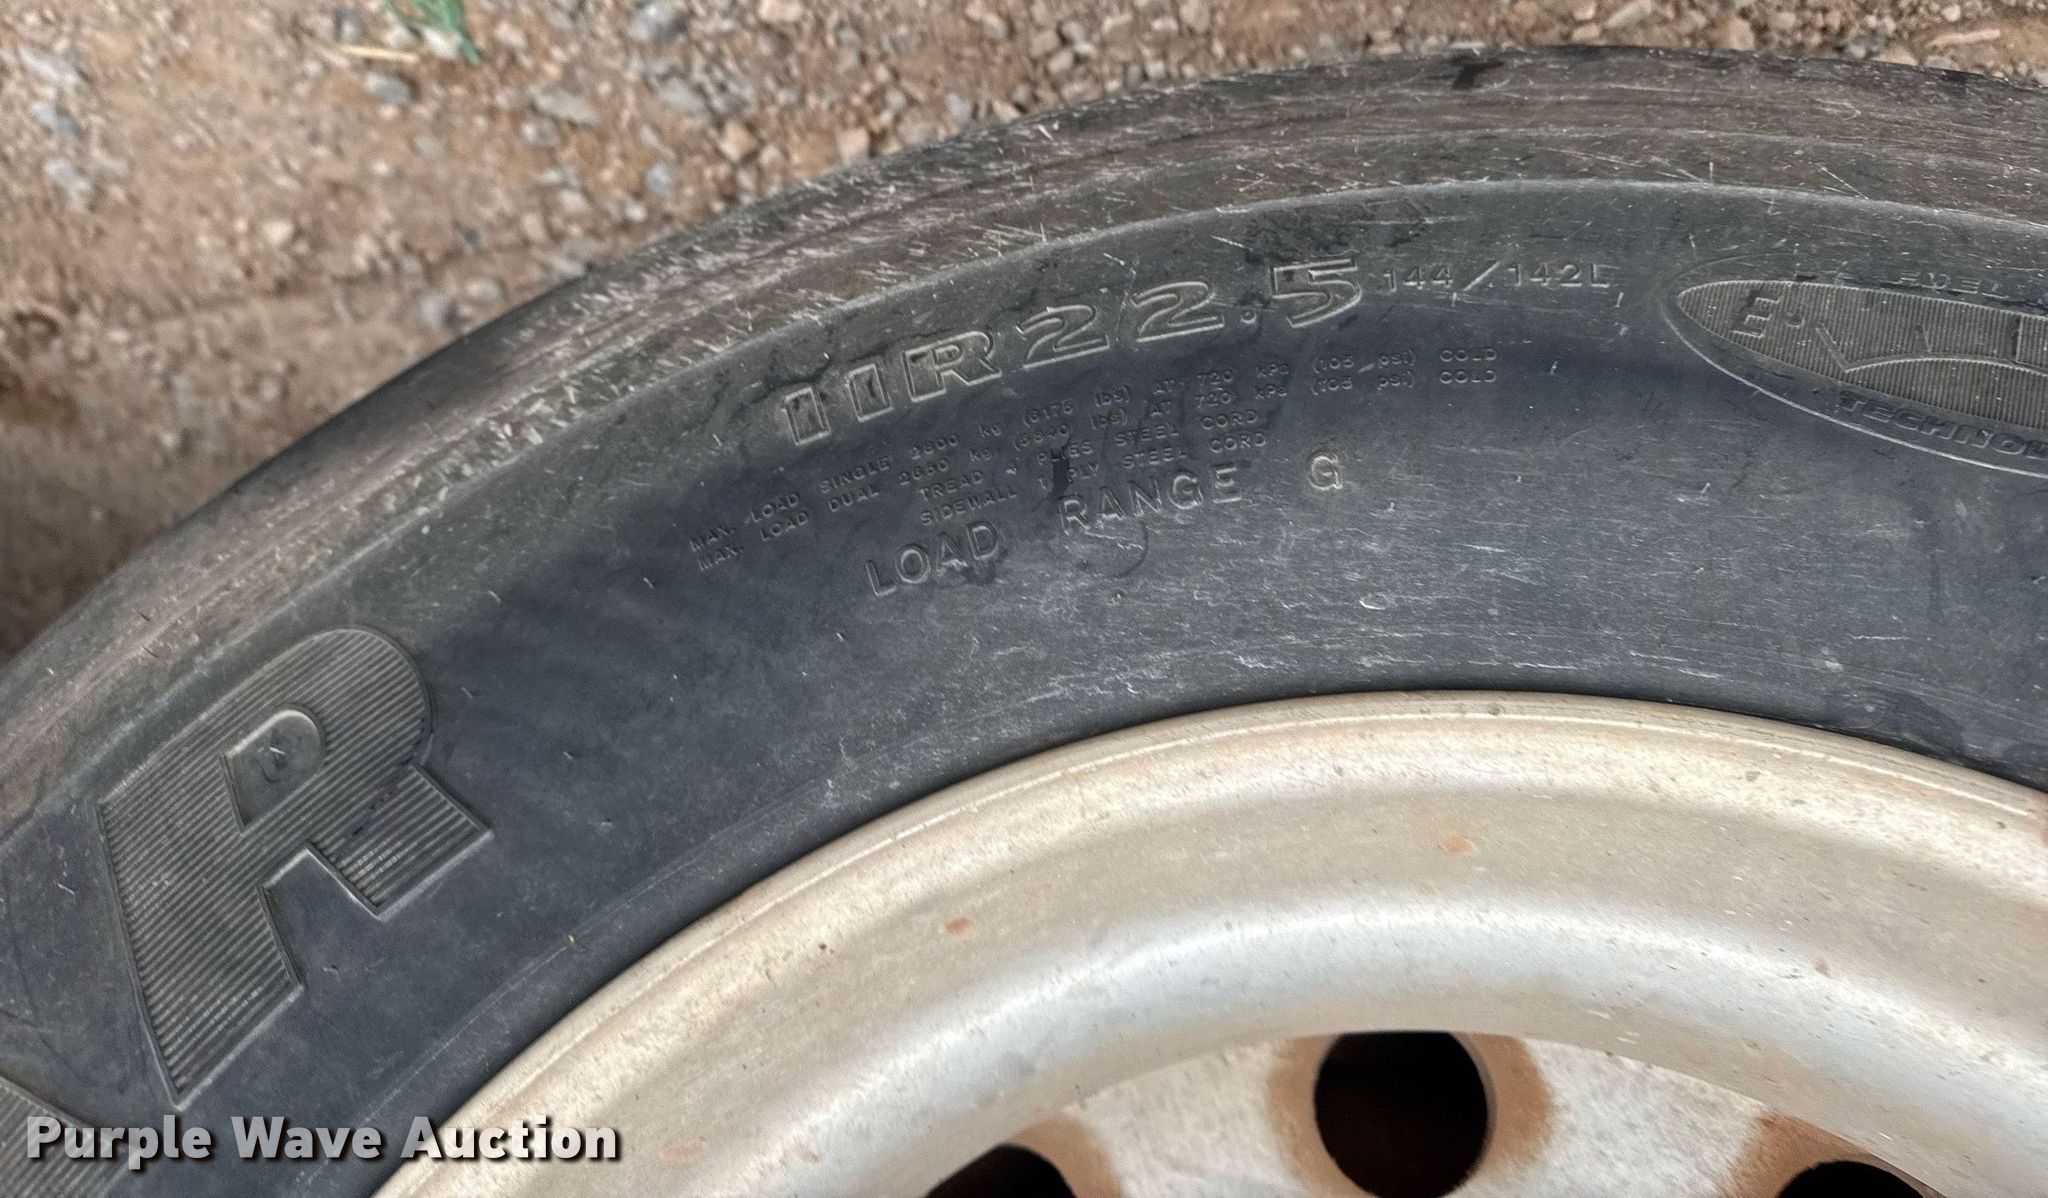 11R22.5 144/142L
MAX. LOAD SINGLE 2800 kg (6175 lbs) AT 720 kPa (105 psi) COLD
MAX. LOAD DUAL 2650 kg (5840 lbs) AT 720 kPa (105 psi) COLD
TREAD 4 PLIES STEEL CORD
SIDEWALL 1 PLY STEEL CORD
LOAD RANGE G
FUEL
E-
R
Purple Wave Auction